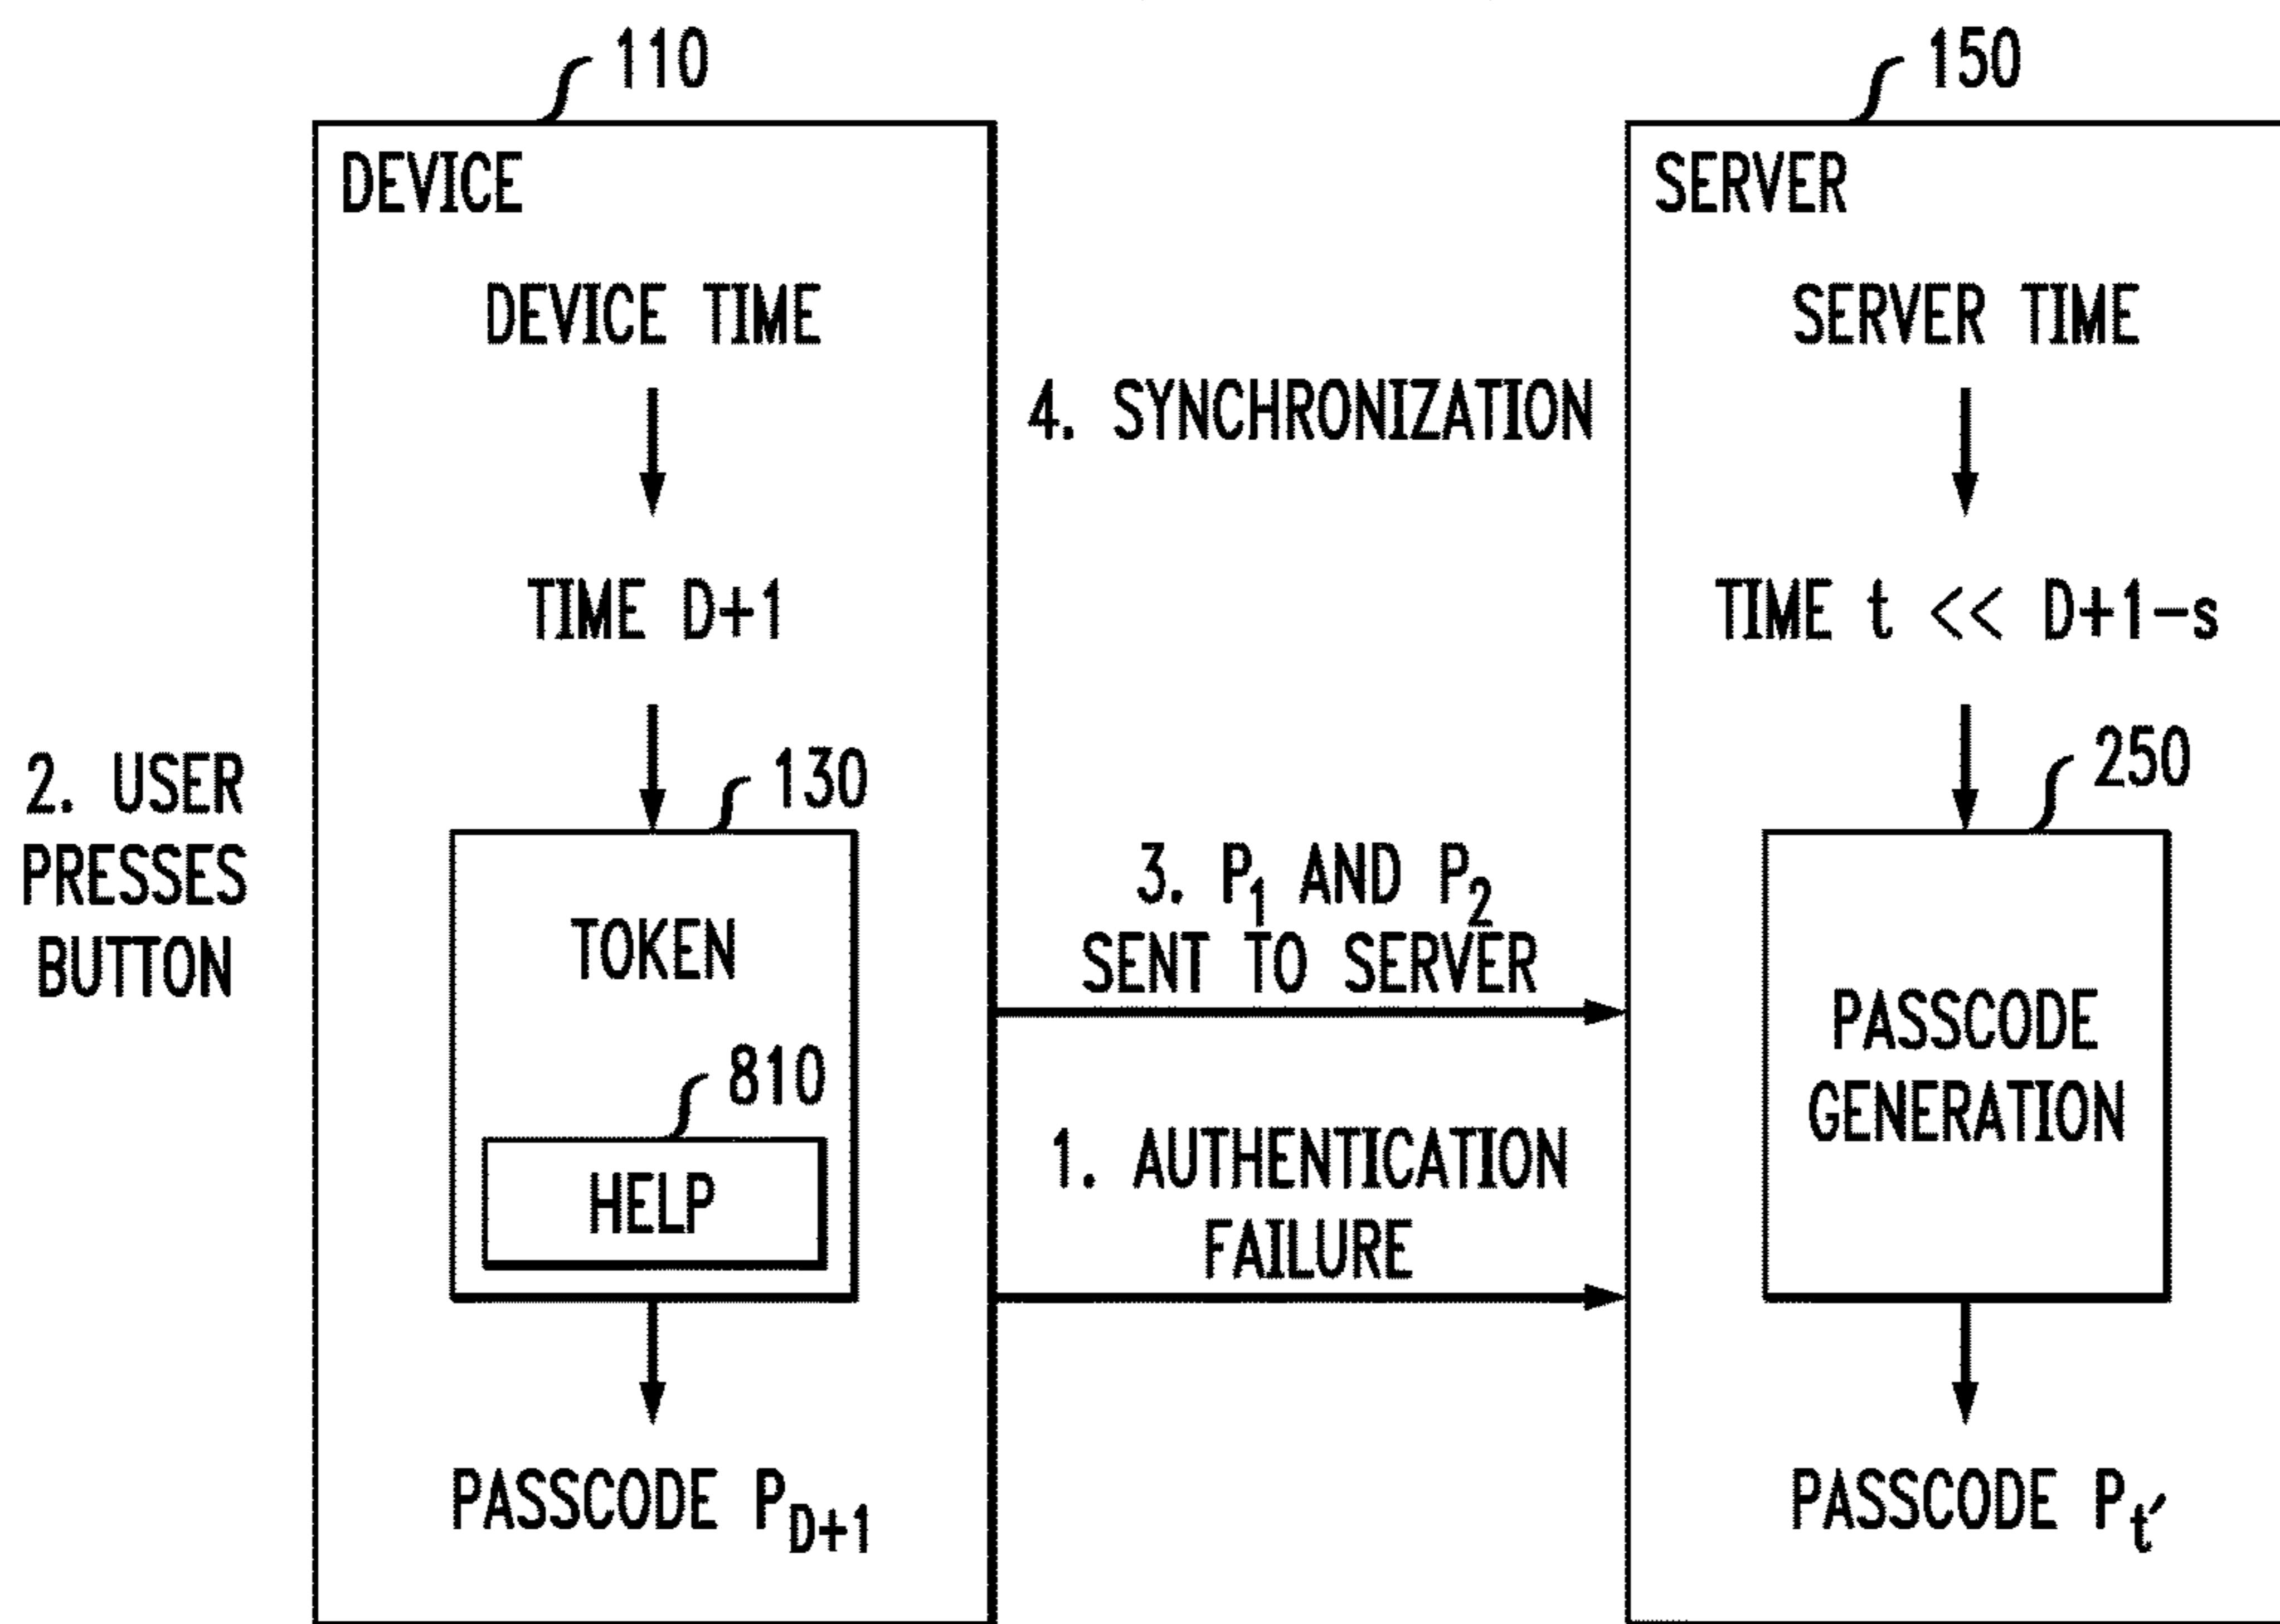 110
150
DEVICE
SERVER
DEVICE TIME
SERVER TIME
4. SYNCHRONIZATION
TIME D+1
TIME t << D+1-s
130
250
2. USER
PRESSES
BUTTON
TOKEN
3. P1 AND P2
SENT TO SERVER
PASSCODE
GENERATION
810
HELP
1. AUTHENTICATION
FAILURE
PASSCODE PD+1
PASSCODE Pt′